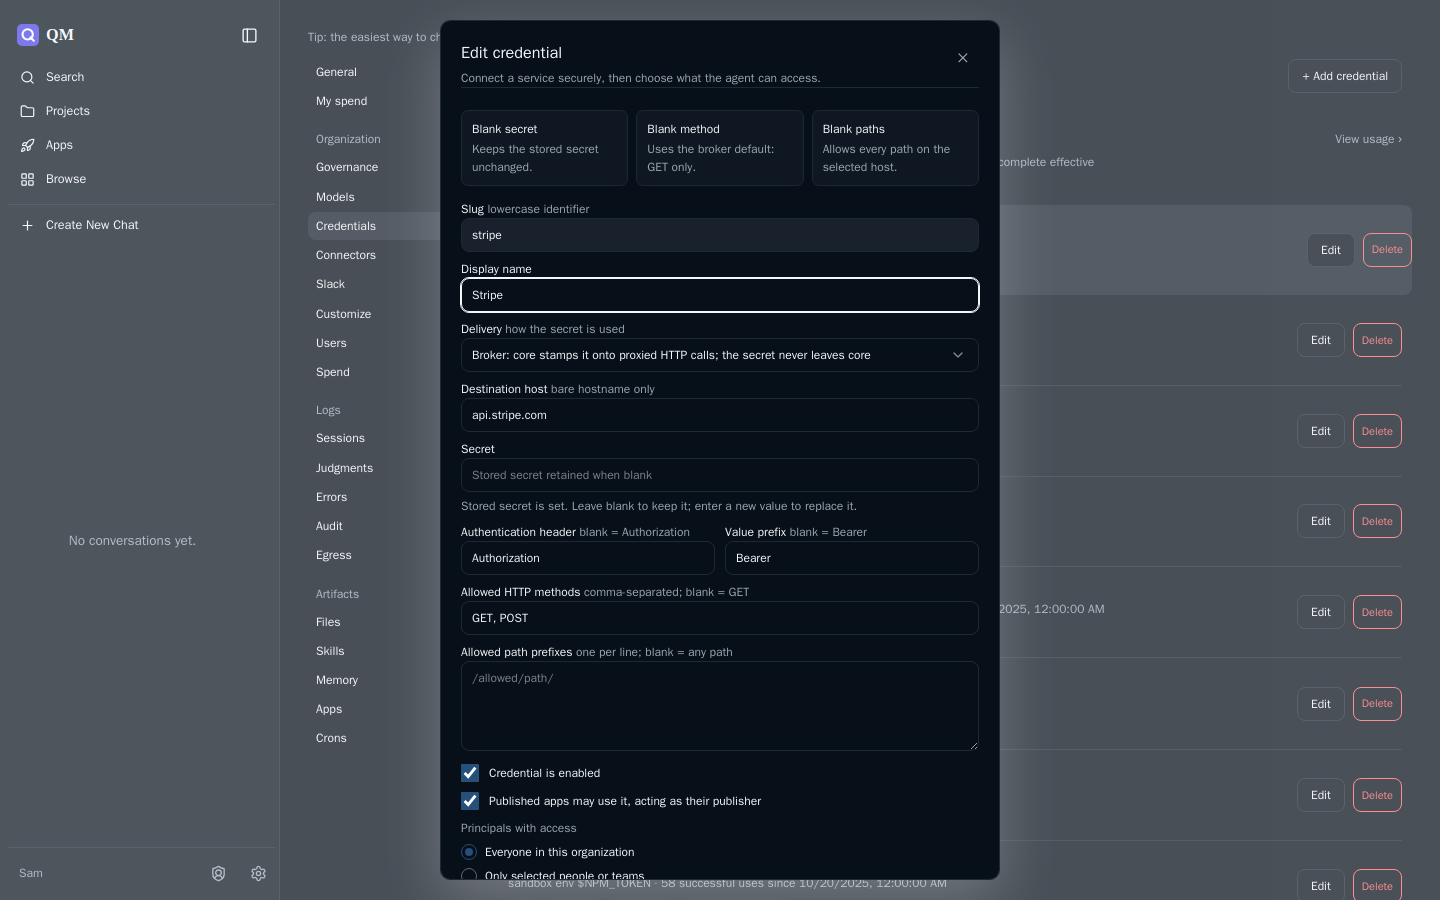 QM
Search
Projects
Apps
Browse
Create New Chat
No conversations yet.
Sam
Tip: the easiest way to ch
General
My spend
Organization
Governance
Models
Credentials
Connectors
Slack
Customize
Users
Spend
Logs
Sessions
Judgments
Errors
Audit
Egress
Artifacts
Files
Skills
Memory
Apps
Crons
Edit credential
Connect a service securely, then choose what the agent can access.
Blank secret
Keeps the stored secret
unchanged.
Blank method
Uses the broker default:
GET only.
Blank paths
Allows every path on the
selected host.
Slug lowercase identifier
stripe
Display name
Stripe
Delivery how the secret is used
Broker: core stamps it onto proxied HTTP calls; the secret never leaves core
Destination host bare hostname only
api.stripe.com
Secret
Stored secret retained when blank
Stored secret is set. Leave blank to keep it; enter a new value to replace it.
Authentication header blank = Authorization
Authorization
Value prefix blank = Bearer
Bearer
Allowed HTTP methods comma-separated; blank = GET
GET, POST
Allowed path prefixes one per line; blank = any path
/allowed/path/
Credential is enabled
Published apps may use it, acting as their publisher
Principals with access
Everyone in this organization
Only selected people or teams
sandbox env $NPM_TOKEN · 58 successful uses since 10/20/2025, 12:00:00 AM
+ Add credential
View usage ›
complete effective
Edit Delete
Edit Delete
Edit Delete
Edit Delete
2025, 12:00:00 AM
Edit Delete
Edit Delete
Edit Delete
Edit Delete